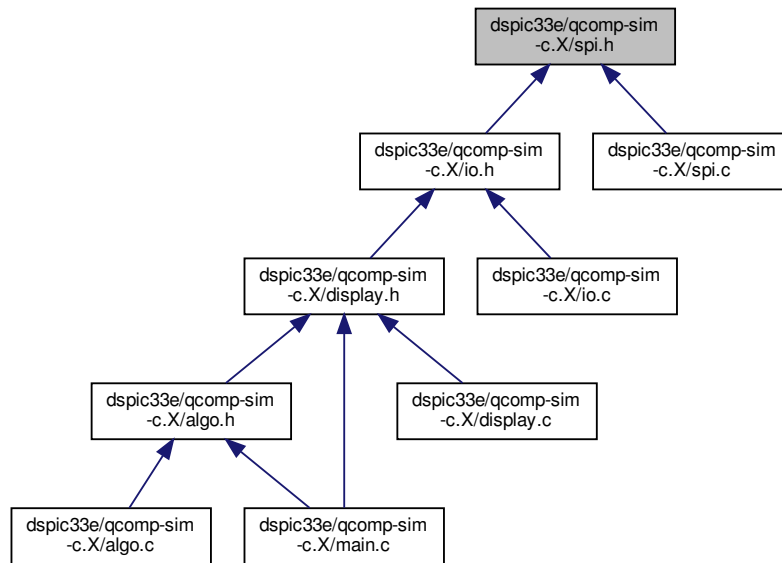 dspic33e/qcomp-sim
-c.X/spi.h
dspic33e/qcomp-sim
-c.X/io.h
dspic33e/qcomp-sim
-c.X/spi.c
dspic33e/qcomp-sim
-c.X/display.h
dspic33e/qcomp-sim
-c.X/io.c
dspic33e/qcomp-sim
-c.X/algo.h
dspic33e/qcomp-sim
-c.X/display.c
dspic33e/qcomp-sim
-c.X/algo.c
dspic33e/qcomp-sim
-c.X/main.c